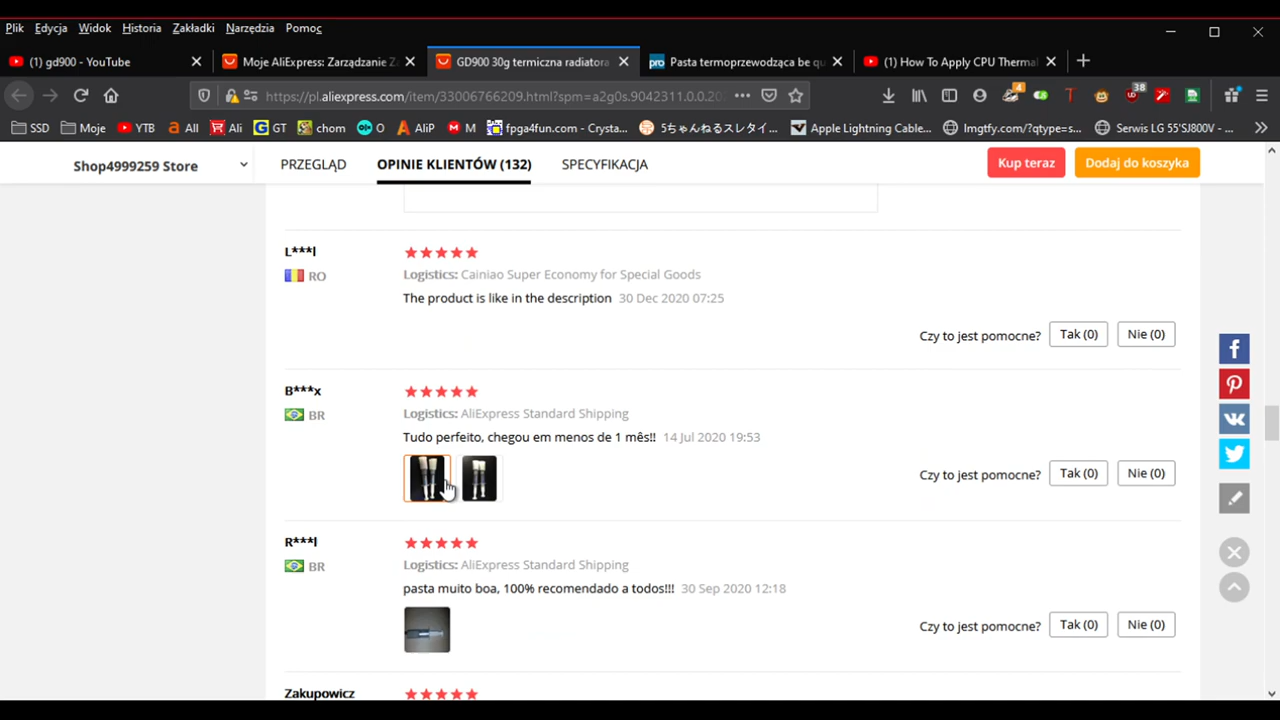 Plik Edycja Widok Historia Zakładki Narzędzia Pomoc
(1) gd900 - YouTube
Moje AliExpress: Zarządzanie Z
GD900 30g termiczna radiatora
Pasta termoprzewodząca be qu
(1) How To Apply CPU Thermal
https://pl.aliexpress.com/item/33006766209.html?spm=a2g0s.9042311.0.0.20
4 38
SSD Moje YTB All Ali GT chom O AliP M fpga4fun.com - Crysta... 5ちゃんねるスレタイ... Apple Lightning Cable... lmgtfy.com/?qtype=s... Serwis LG 55'SJ800V - ...
Shop4999259 Store PRZEGLĄD OPINIE KLIENTÓW (132) SPECYFIKACJA Kup teraz Dodaj do koszyka
L***l
RO
Logistics: Cainiao Super Economy for Special Goods
The product is like in the description 30 Dec 2020 07:25
Czy to jest pomocne? Tak (0) Nie (0)
B***x
BR
Logistics: AliExpress Standard Shipping
Tudo perfeito, chegou em menos de 1 mês!! 14 Jul 2020 19:53
Czy to jest pomocne? Tak (0) Nie (0)
R***l
BR
Logistics: AliExpress Standard Shipping
pasta muito boa, 100% recomendado a todos!!! 30 Sep 2020 12:18
Czy to jest pomocne? Tak (0) Nie (0)
Zakupowicz